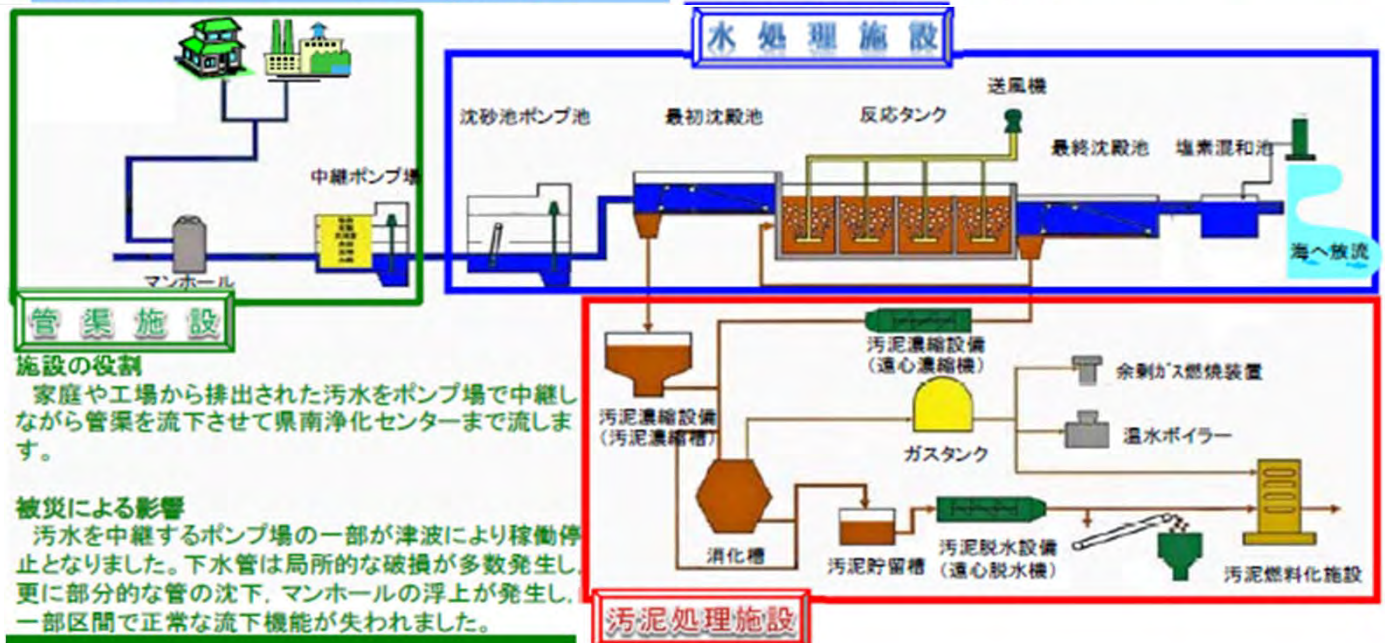 水処理施設
送風機
沈砂池ポンプ池
最初沈殿池
反応タンク
最終沈殿池
塩素混和池
中継ポンプ場
マンホール
海へ放流
管渠施設
施設の役割
家庭や工場から排出された汚水をポンプ場で中継し
ながら管渠を流下させて県南浄化センターまで流しま
す。
被災による影響
汚水を中継するポンプ場の一部が津波により稼働停
止となりました。下水管は局所的な破損が多数発生し,
更に部分的な管の沈下,マンホールの浮上が発生し,
一部区間で正常な流下機能が失われました。
汚泥濃縮設備
(遠心濃縮機)
余剰ガス燃焼装置
汚泥濃縮設備
(汚泥濃縮槽)
ガスタンク
温水ボイラー
消化槽
汚泥貯留槽
汚泥脱水設備
(遠心脱水機)
汚泥燃料化施設
汚泥処理施設